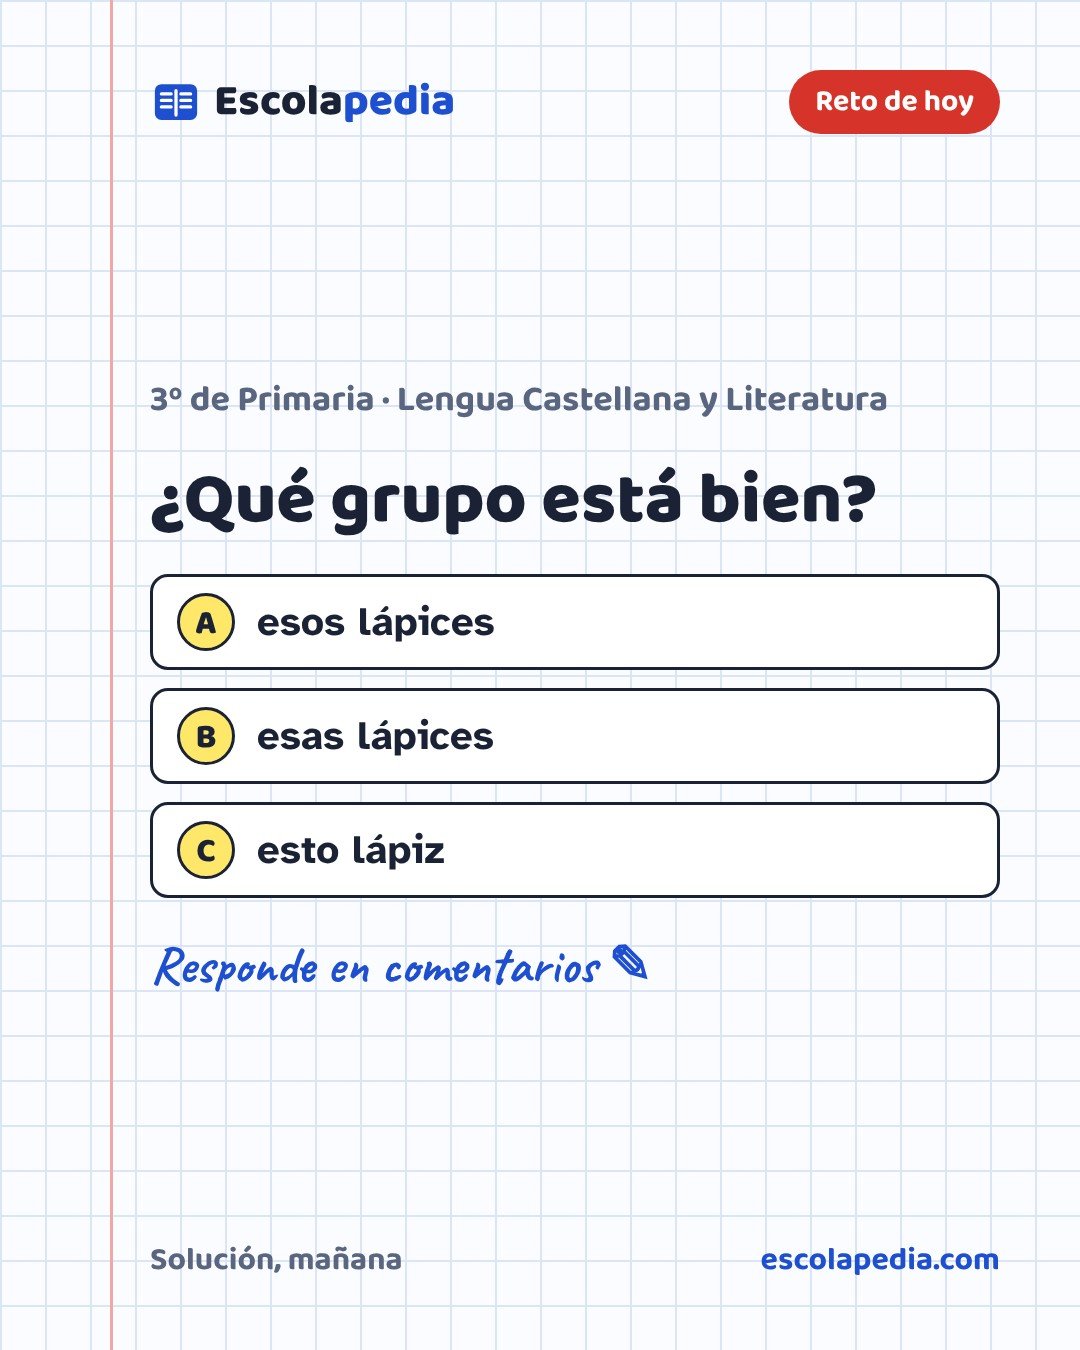 Escolapedia
Reto de hoy
3º de Primaria · Lengua Castellana y Literatura
¿Qué grupo está bien?
A esos lápices
B esas lápices
C esto lápiz
Responde en comentarios ✎
Solución, mañana
escolapedia.com